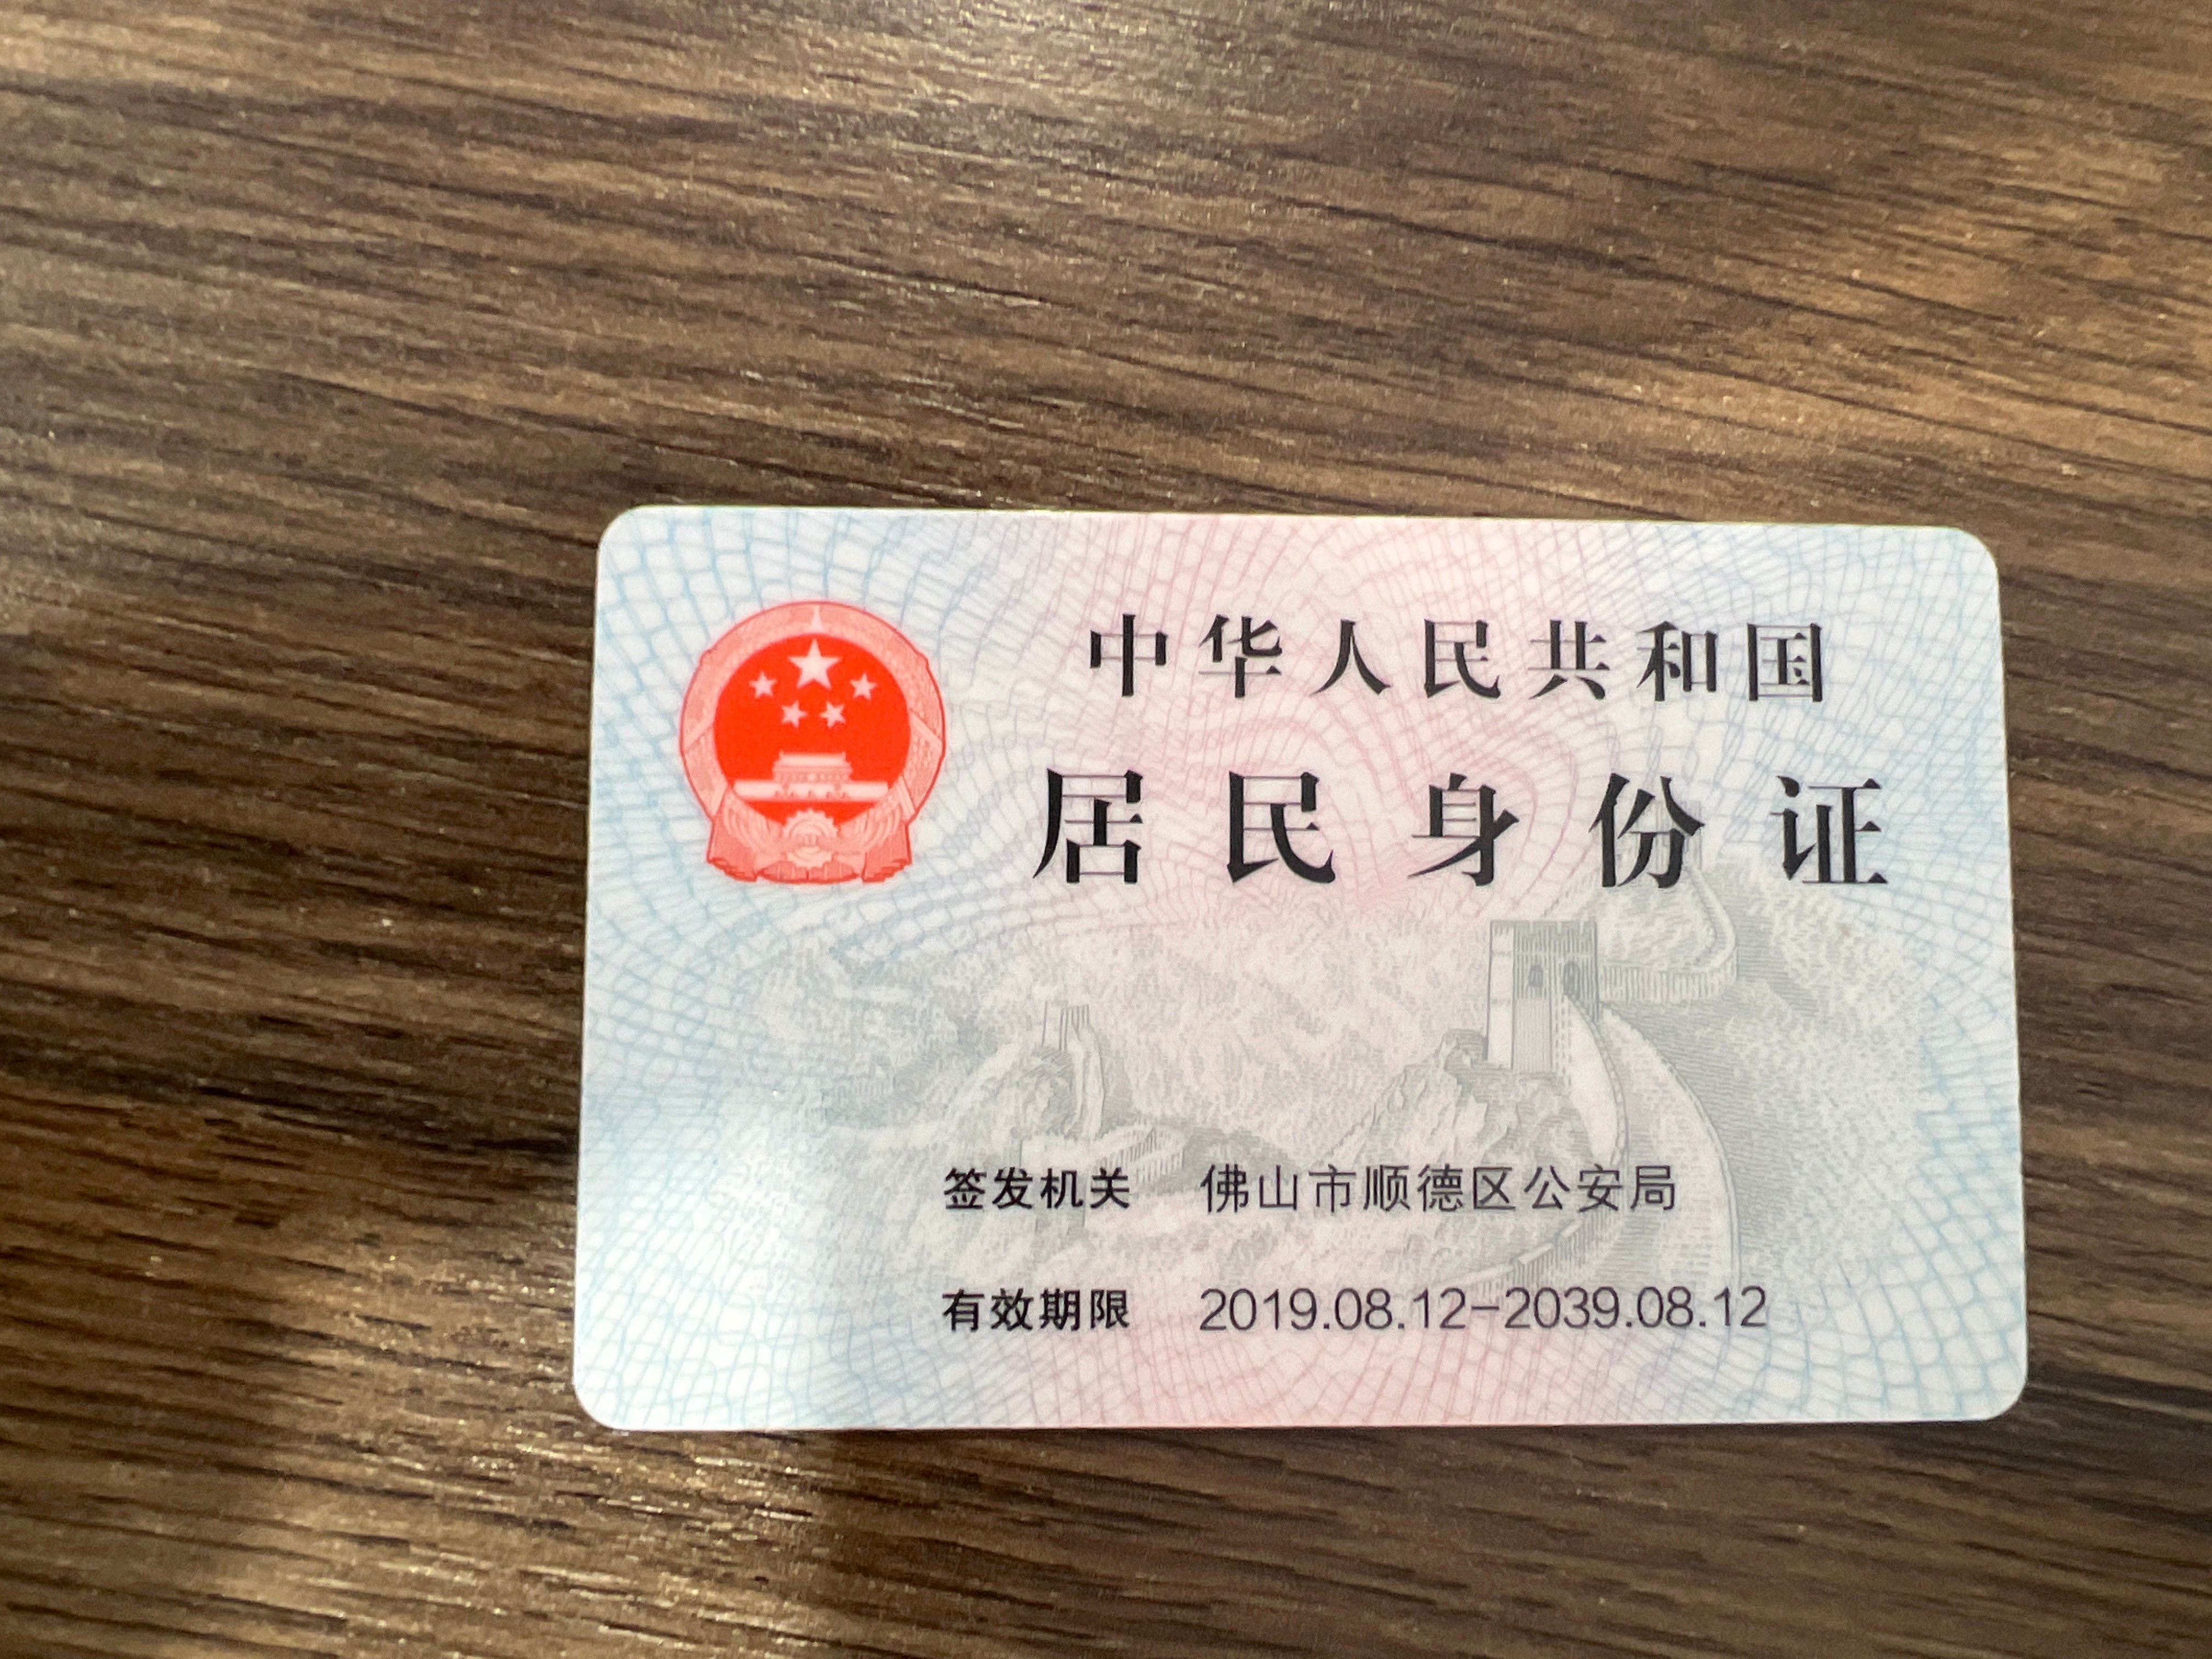 中华人民共和国
居民身份证
签发机关 佛山市顺德区公安局
有效期限 2019.08.12-2039.08.12